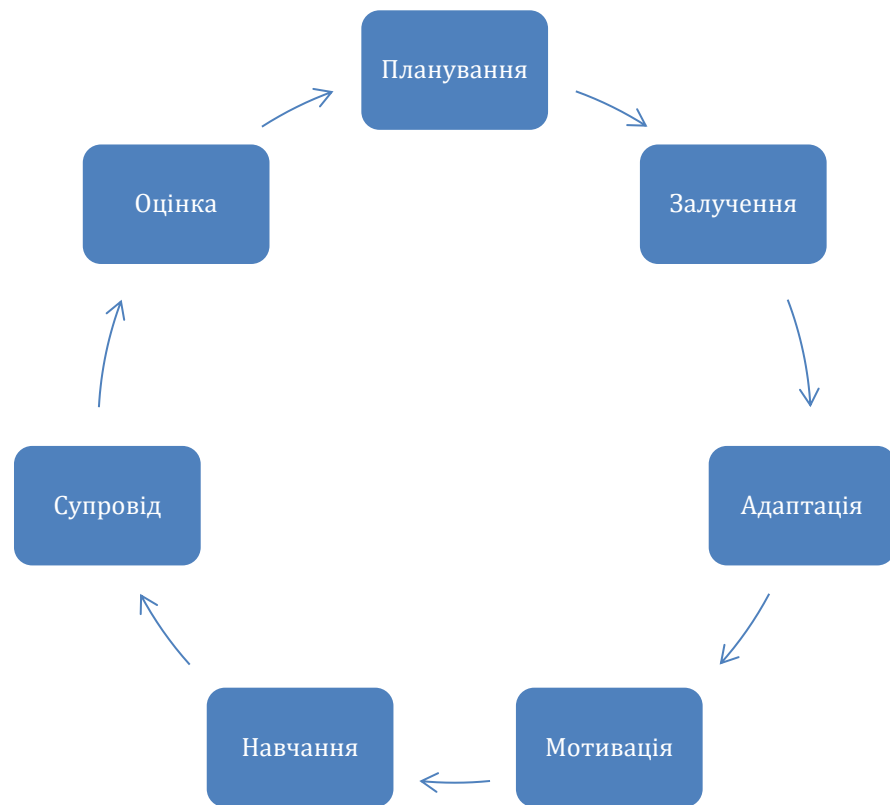 Планування
Залучення
Адаптація
Мотивація
Навчання
Супровід
Оцінка